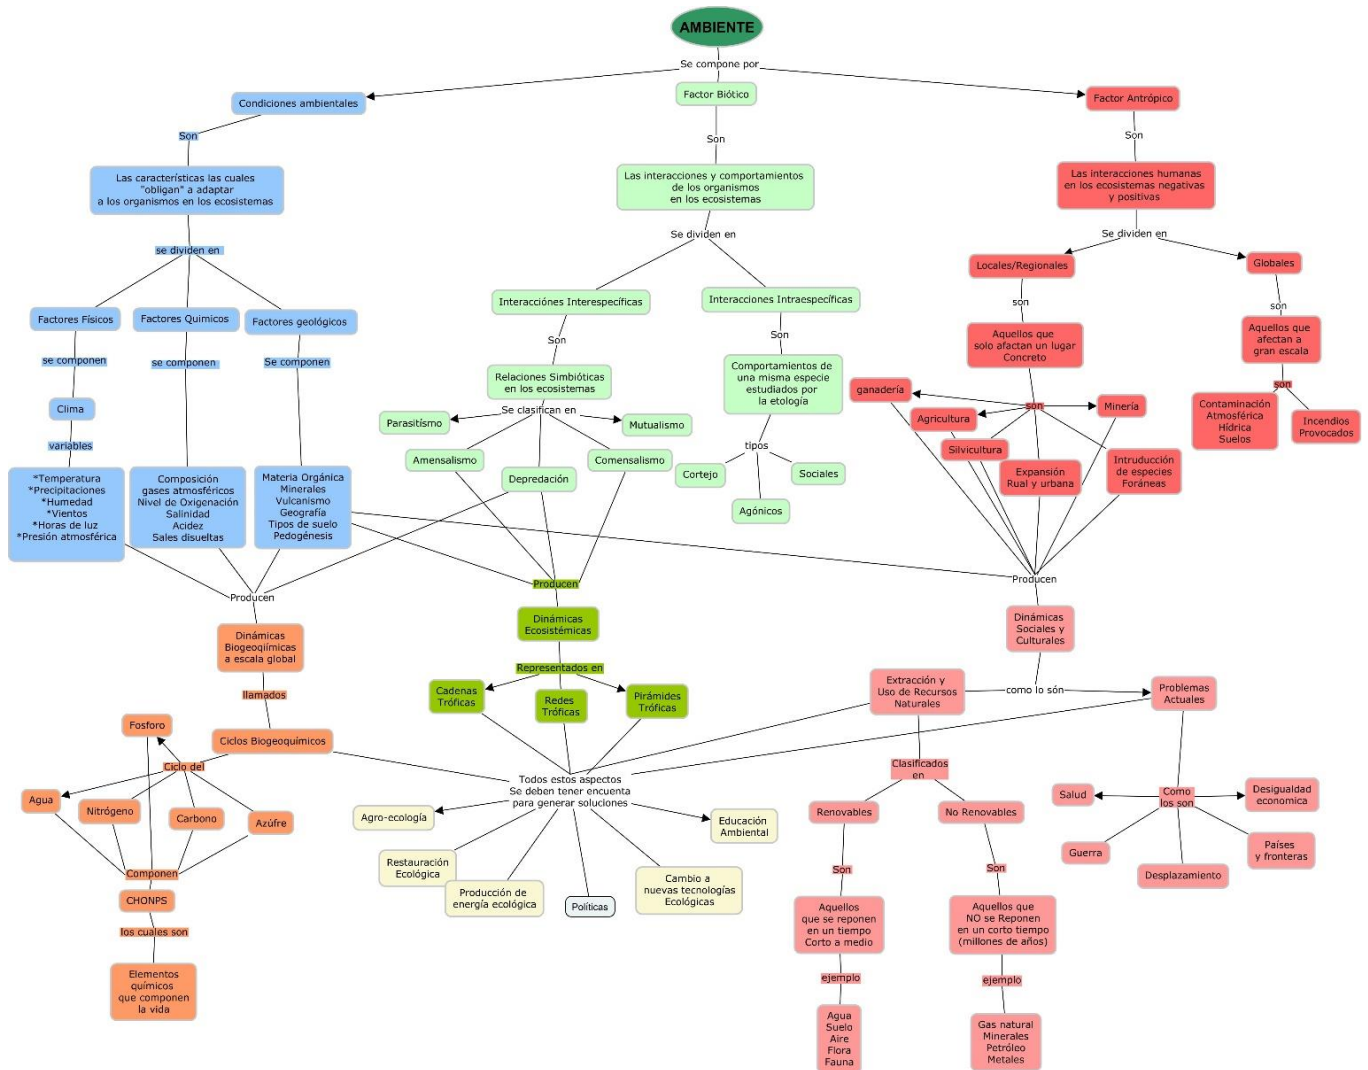 AMBIENTE
Se compone por
Condiciones ambientales
Factor Biótico
Factor Antrópico
Son
Son
Son
Las características las cuales
"obligan" a adaptar
a los organismos en los ecosistemas
Las interacciones y comportamientos
de los organismos
en los ecosistemas
Las interacciones humanas
en los ecosistemas negativas
y positivas
se dividen en
Se dividen en
Se dividen en
Locales/Regionales
Globales
Factores Físicos
Factores Quimicos
Factores geológicos
Interacciónes Interespecíficas
Interacciones Intraespecíficas
son
son
se componen
se componen
Se componen
Son
Son
Aquellos que
solo afactan un lugar
Concreto
Aquellos que
afectan a
gran escala
Clima
Relaciones Simbióticas
en los ecosistemas
Comportamientos de
una misma especie
estudiados por
la etología
ganadería
Agricultura
son
Minería
son
Contaminación
Atmosférica
Hídrica
Suelos
Incendios
Provocados
Se clasifican en
Parasitísmo
Mutualismo
variables
Amensalismo
Depredación
Comensalismo
tipos
Cortejo
Agónicos
Sociales
Silvicultura
Expansión
Rual y urbana
Intruducción
de especies
Foráneas
*Temperatura
*Precipitaciones
*Humedad
*Vientos
*Horas de luz
*Presión atmosférica
Composición
gases atmosféricos
Nivel de Oxigenación
Salinidad
Acidez
Sales disueltas
Materia Orgánica
Minerales
Vulcanismo
Geografía
Tipos de suelo
Pedogénesis
Producen
Producen
Producen
Dinámicas
Biogeoqíimicas
a escala global
Dinámicas
Ecosistémicas
Dinámicas
Sociales y
Culturales
llamados
Representados en
Cadenas
Tróficas
Redes
Tróficas
Pirámides
Tróficas
Extracción y
Uso de Recursos
Naturales
como lo són
Problemas
Actuales
Fosforo
Ciclos Biogeoquímicos
Ciclo del
Agua
Nitrógeno
Carbono
Azúfre
Componen
CHONPS
los cuales son
Elementos
químicos
que componen
la vida
Todos estos aspectos
Se deben tener encuenta
para generar soluciones
Agro-ecología
Restauración
Ecológica
Producción de
energía ecológica
Políticas
Cambio a
nuevas tecnologías
Ecológicas
Educación
Ambiental
Clasificados
en
Renovables
No Renovables
Son
Son
Aquellos
que se reponen
en un tiempo
Corto a medio
Aquellos que
NO se Reponen
en un corto tiempo
(millones de años)
ejemplo
ejemplo
Agua
Suelo
Aire
Flora
Fauna
Gas natural
Minerales
Petróleo
Metales
Salud
Como
los son
Desigualdad
economica
Guerra
Desplazamiento
Países
y fronteras